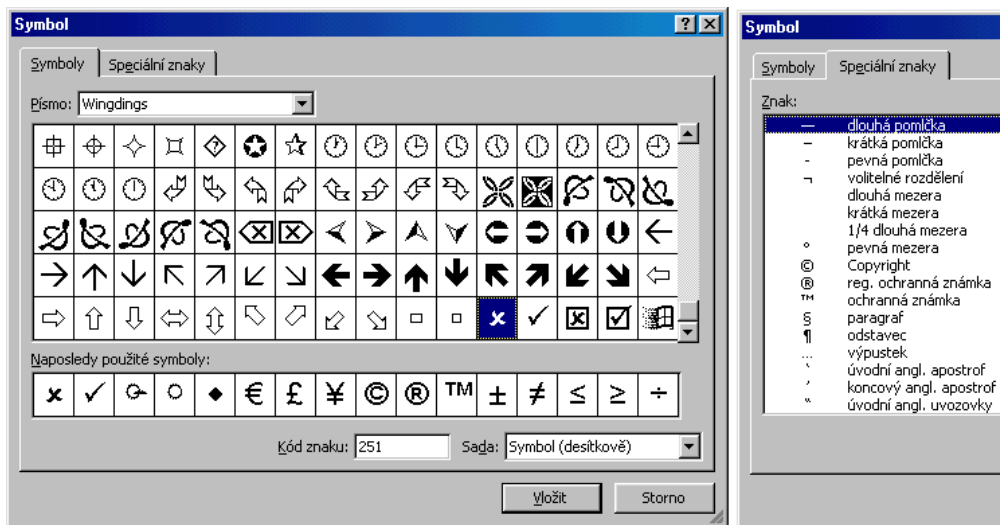 Symbol
Symboly Speciální znaky
Písmo: Wingdings
Naposledy použité symboly:
€ £ ¥ © ® ™ ± ≠ ≤ ≥ ÷
Kód znaku: 251 Sada: Symbol (desítkově)
Vložit Storno
Symbol
Symboly Speciální znaky
Znak:
— dlouhá pomlčka
– krátká pomlčka
- pevná pomlčka
¬ volitelné rozdělení
dlouhá mezera
krátká mezera
1/4 dlouhá mezera
° pevná mezera
© Copyright
® reg. ochranná známka
™ ochranná známka
§ paragraf
¶ odstavec
… výpustek
‘ úvodní angl. apostrof
’ koncový angl. apostrof
“ úvodní angl. uvozovky